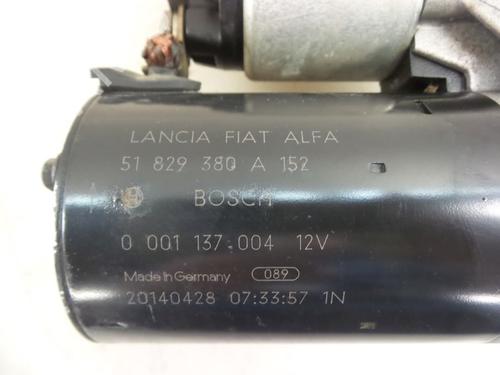 LANCIA FIAT ALFA
51 829 380 A 152
BOSCH
0 001 137 004 12V
Made in Germany 089
20140428 07:33:57 1N